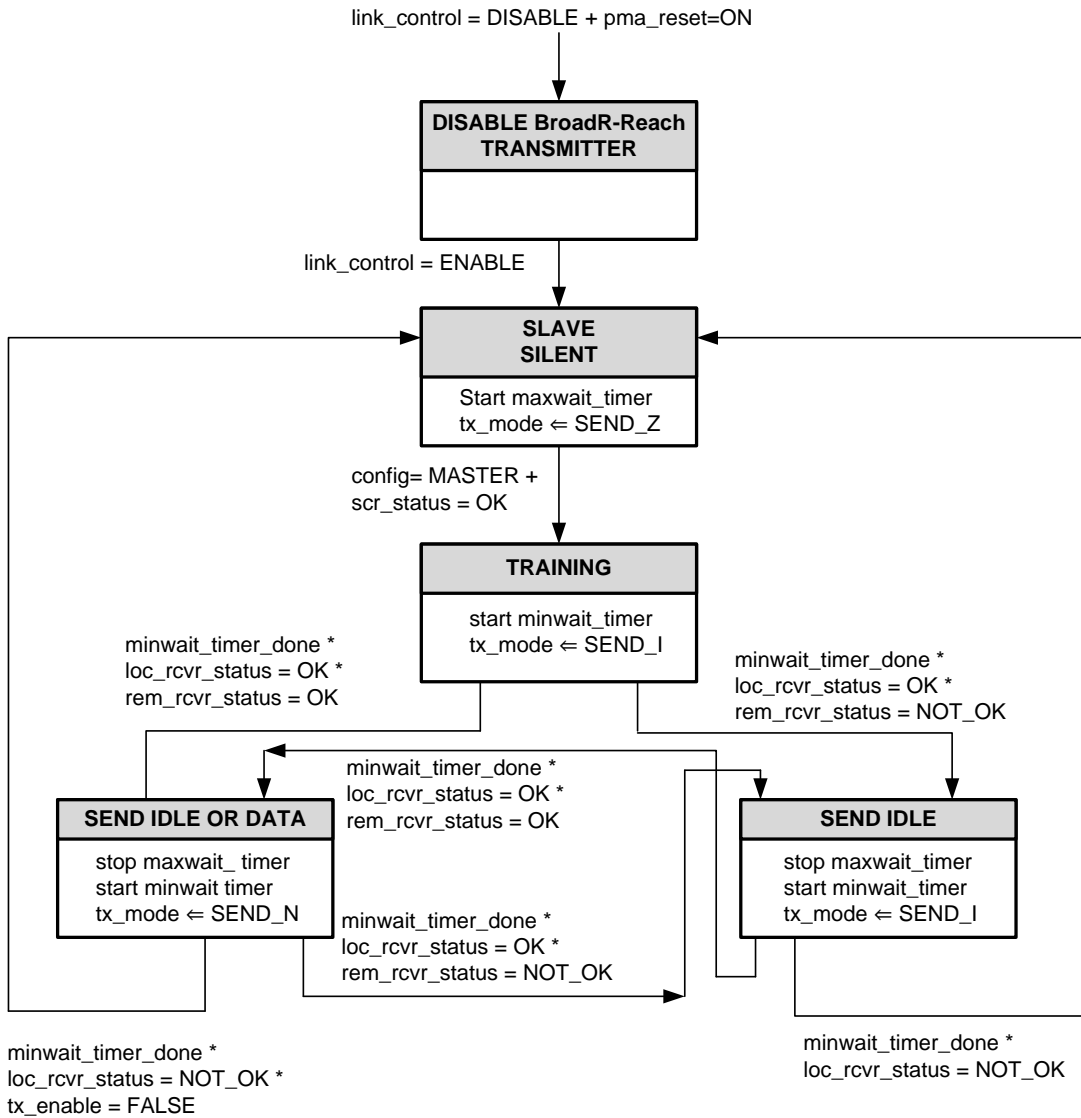 link_control = DISABLE + pma_reset=ON
DISABLE BroadR-Reach
TRANSMITTER
link_control = ENABLE
SLAVE
SILENT
Start maxwait_timer
tx_mode ⇐ SEND_Z
config= MASTER +
scr_status = OK
TRAINING
start minwait_timer
tx_mode ⇐ SEND_I
minwait_timer_done *
loc_rcvr_status = OK *
rem_rcvr_status = OK
minwait_timer_done *
loc_rcvr_status = OK *
rem_rcvr_status = NOT_OK
minwait_timer_done *
loc_rcvr_status = OK *
rem_rcvr_status = OK
SEND IDLE OR DATA
stop maxwait_ timer
start minwait timer
tx_mode ⇐ SEND_N
SEND IDLE
stop maxwait_timer
start minwait_timer
tx_mode ⇐ SEND_I
minwait_timer_done *
loc_rcvr_status = OK *
rem_rcvr_status = NOT_OK
minwait_timer_done *
loc_rcvr_status = NOT_OK *
tx_enable = FALSE
minwait_timer_done *
loc_rcvr_status = NOT_OK